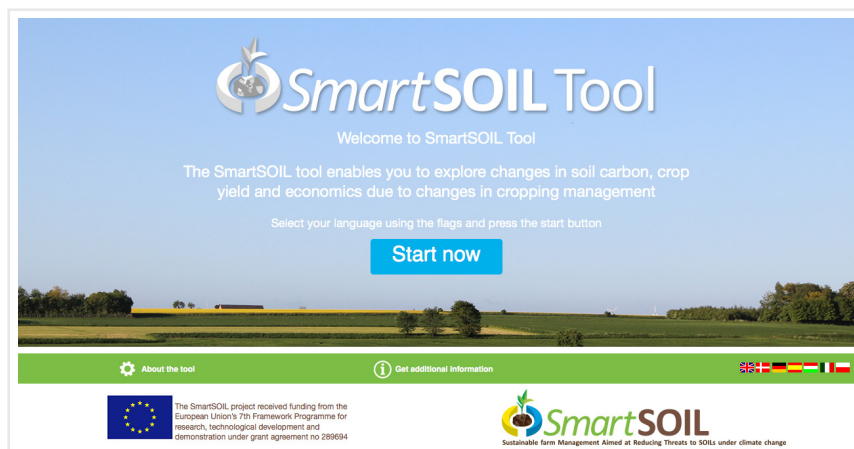 SmartSOIL Tool
Welcome to SmartSOIL Tool
The SmartSOIL tool enables you to explore changes in soil carbon, crop
yield and economics due to changes in cropping management
Select your language using the flags and press the start button
Start now
About the tool
Get additional information
The SmartSOIL project received funding from the
European Union's 7th Framework Programme for
research, technological development and
demonstration under grant agreement no 289694
SmartSOIL
Sustainable farm Management Aimed at Reducing Threats to SOILs under climate change